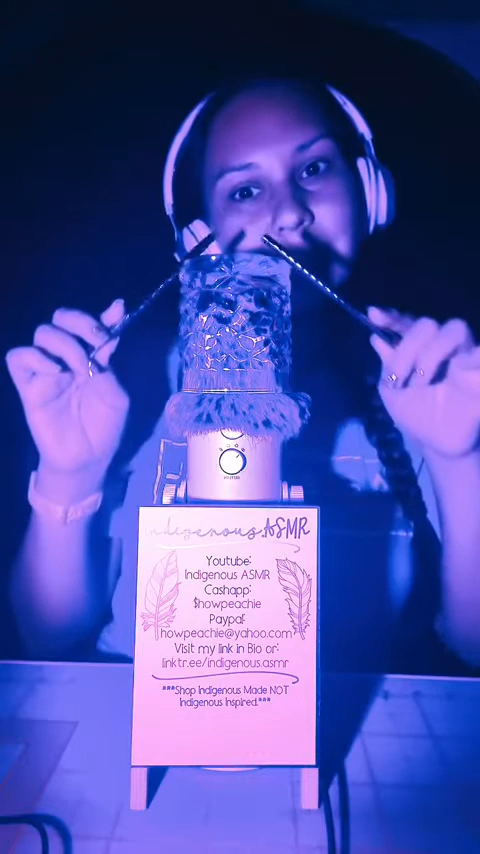 Indigenous.ASMR
Youtube:
Indigenous ASMR
Cashapp:
$howpeachie
Paypal:
howpeachie@yahoo.com
Visit my link in Bio or:
linktr.ee/indigenous.asmr
***Shop Indigenous Made NOT
Indigenous Inspired.***